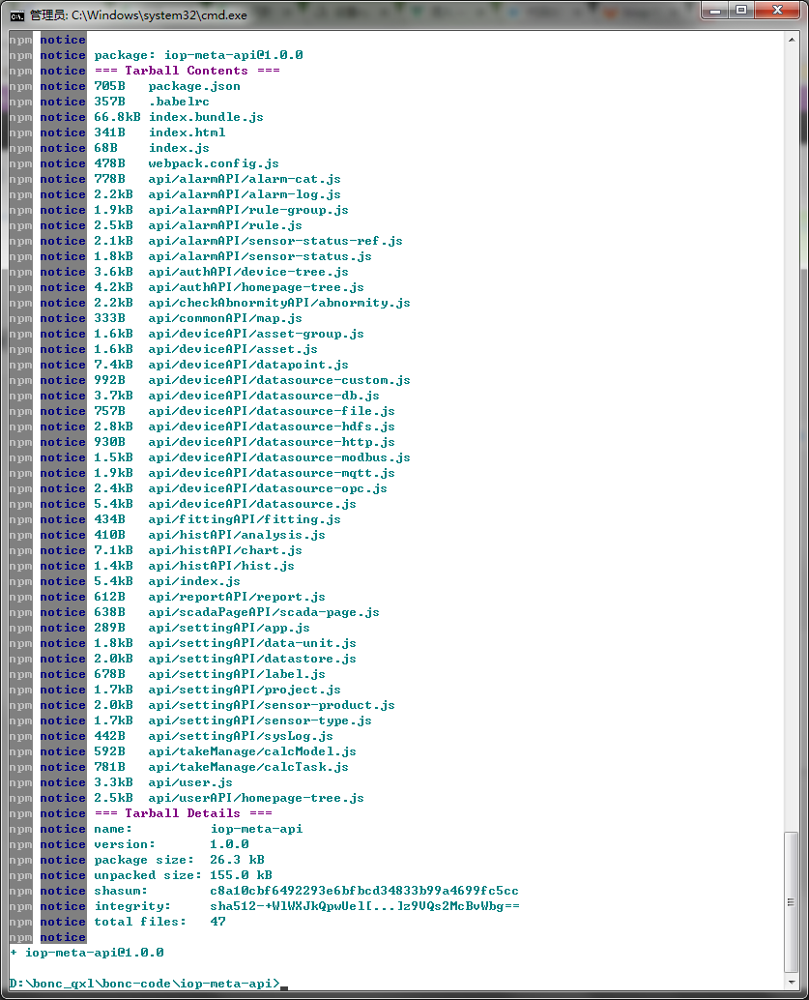 管理员: C:\Windows\system32\cmd.exe
npm notice
npm notice package: iop-meta-api@1.0.0
npm notice === Tarball Contents ===
npm notice 705B package.json
npm notice 357B .babelrc
npm notice 66.8kB index.bundle.js
npm notice 341B index.html
npm notice 68B index.js
npm notice 478B webpack.config.js
npm notice 778B api/alarmAPI/alarm-cat.js
npm notice 2.2kB api/alarmAPI/alarm-log.js
npm notice 1.9kB api/alarmAPI/rule-group.js
npm notice 2.5kB api/alarmAPI/rule.js
npm notice 2.1kB api/alarmAPI/sensor-status-ref.js
npm notice 1.8kB api/alarmAPI/sensor-status.js
npm notice 3.6kB api/authAPI/device-tree.js
npm notice 4.2kB api/authAPI/homepage-tree.js
npm notice 2.2kB api/checkAbnormityAPI/abnormity.js
npm notice 333B api/commonAPI/map.js
npm notice 1.6kB api/deviceAPI/asset-group.js
npm notice 1.6kB api/deviceAPI/asset.js
npm notice 7.4kB api/deviceAPI/datapoint.js
npm notice 992B api/deviceAPI/datasource-custom.js
npm notice 3.7kB api/deviceAPI/datasource-db.js
npm notice 757B api/deviceAPI/datasource-file.js
npm notice 2.8kB api/deviceAPI/datasource-hdfs.js
npm notice 930B api/deviceAPI/datasource-http.js
npm notice 1.5kB api/deviceAPI/datasource-modbus.js
npm notice 1.9kB api/deviceAPI/datasource-mqtt.js
npm notice 2.4kB api/deviceAPI/datasource-opc.js
npm notice 5.4kB api/deviceAPI/datasource.js
npm notice 434B api/fittingAPI/fitting.js
npm notice 410B api/histAPI/analysis.js
npm notice 7.1kB api/histAPI/chart.js
npm notice 1.4kB api/histAPI/hist.js
npm notice 5.4kB api/index.js
npm notice 612B api/reportAPI/report.js
npm notice 638B api/scadaPageAPI/scada-page.js
npm notice 289B api/settingAPI/app.js
npm notice 1.8kB api/settingAPI/data-unit.js
npm notice 2.0kB api/settingAPI/datastore.js
npm notice 678B api/settingAPI/label.js
npm notice 1.7kB api/settingAPI/project.js
npm notice 2.0kB api/settingAPI/sensor-product.js
npm notice 1.7kB api/settingAPI/sensor-type.js
npm notice 442B api/settingAPI/sysLog.js
npm notice 592B api/takeManage/calcModel.js
npm notice 781B api/takeManage/calcTask.js
npm notice 3.3kB api/user.js
npm notice 2.5kB api/userAPI/homepage-tree.js
npm notice === Tarball Details ===
npm notice name: iop-meta-api
npm notice version: 1.0.0
npm notice package size: 26.3 kB
npm notice unpacked size: 155.0 kB
npm notice shasum: c8a10cbf6492293e6bfbcd34833b99a4699fc5cc
npm notice integrity: sha512-+WlWXJkQpwUel[...]z9VQs2McBvWbg==
npm notice total files: 47
npm notice
+ iop-meta-api@1.0.0
D:\bonc_qxl\bonc-code\iop-meta-api>